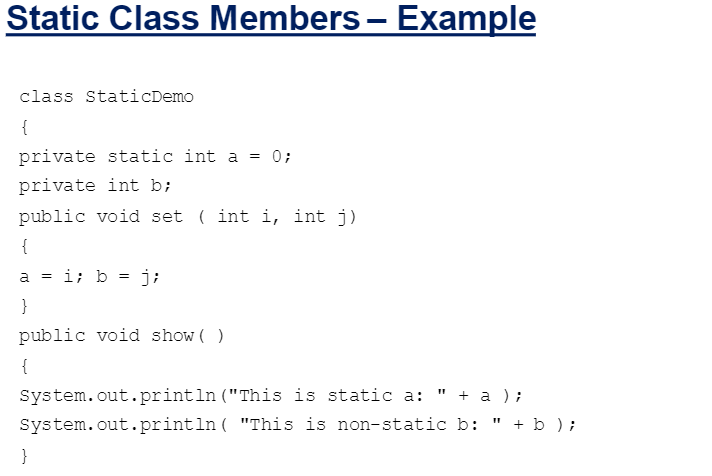 Static Class Members – Example
class StaticDemo
{
private static int a = 0;
private int b;
public void set ( int i, int j)
{
a = i; b = j;
}
public void show( )
{
System.out.println("This is static a: " + a );
System.out.println( "This is non-static b: " + b );
}